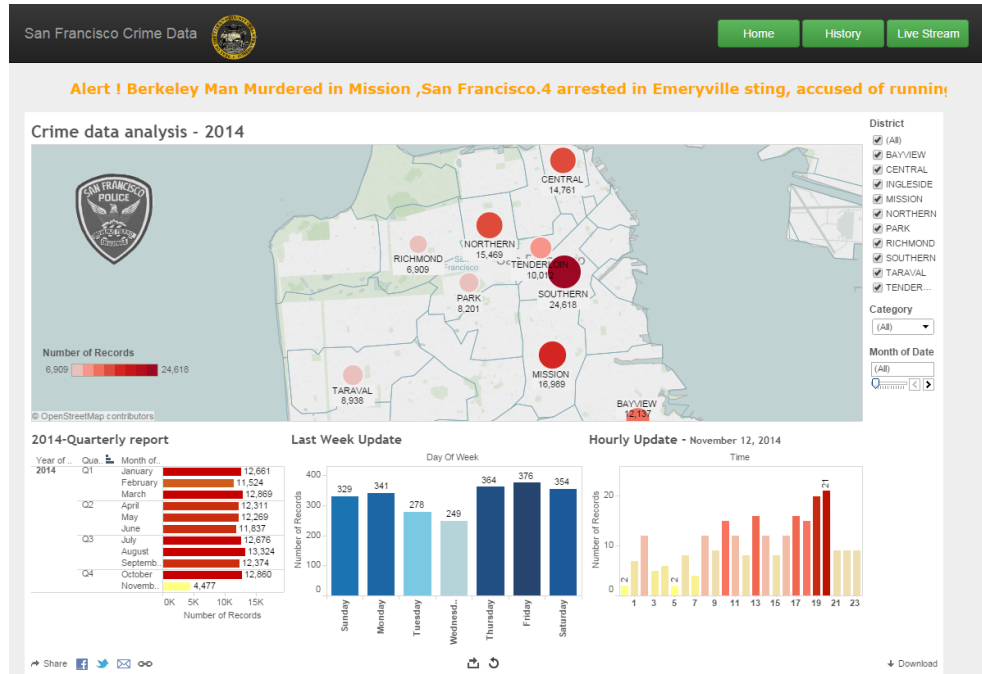 San Francisco Crime Data
Home
History
Live Stream
Alert ! Berkeley Man Murdered in Mission ,San Francisco.4 arrested in Emeryville sting, accused of running
Crime data analysis - 2014
SAN FRANCISCO
POLICE
CENTRAL
14,761
NORTHERN
15,469
RICHMOND
6,909
Francisco
TENDERLOIN
10,012
PARK
8,201
SOUTHERN
24,618
MISSION
16,989
TARAVAL
8,938
BAYVIEW
12,137
Number of Records
6,909
24,618
© OpenStreetMap contributors
District
(All)
BAYVIEW
CENTRAL
INGLESIDE
MISSION
NORTHERN
PARK
RICHMOND
SOUTHERN
TARAVAL
TENDER...
Category
(All)
Month of Date
(All)
2014-Quarterly report
Year of .. Qua.. Month of..
2014 Q1 January 12,661
February 11,524
March 12,869
Q2 April 12,311
May 12,269
June 11,837
Q3 July 12,676
August 13,324
Septemb.. 12,374
Q4 October 12,860
Novemb.. 4,477
0K 5K 10K 15K
Number of Records
Last Week Update
Day Of Week
Number of Records
400
300
200
100
0
329 341 278 249 364 376 354
Sunday Monday Tuesday Wednesd.. Thursday Friday Saturday
Hourly Update - November 12, 2014
Time
Number of Records
20
10
0
2 2 21
1 3 5 7 9 11 13 15 17 19 21 23
Share
Download